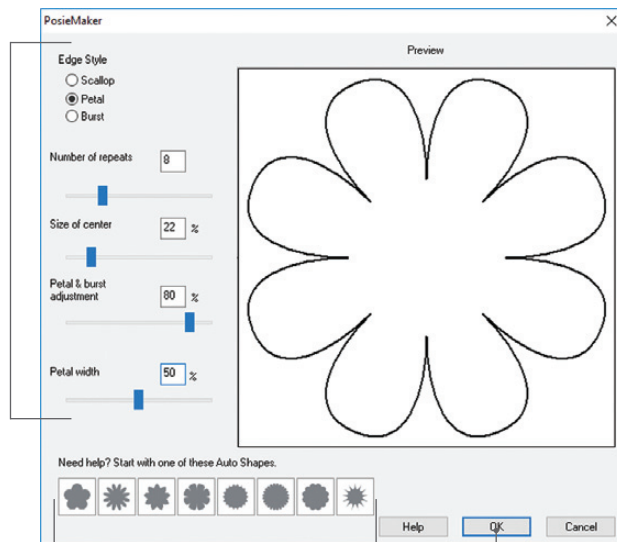 PosieMaker
Edge Style
Scallop
Petal
Burst
Number of repeats 8
Size of center 22 %
Petal & burst
adjustment 80 %
Petal width 50 %
Preview
Need help? Start with one of these Auto Shapes.
Help OK Cancel